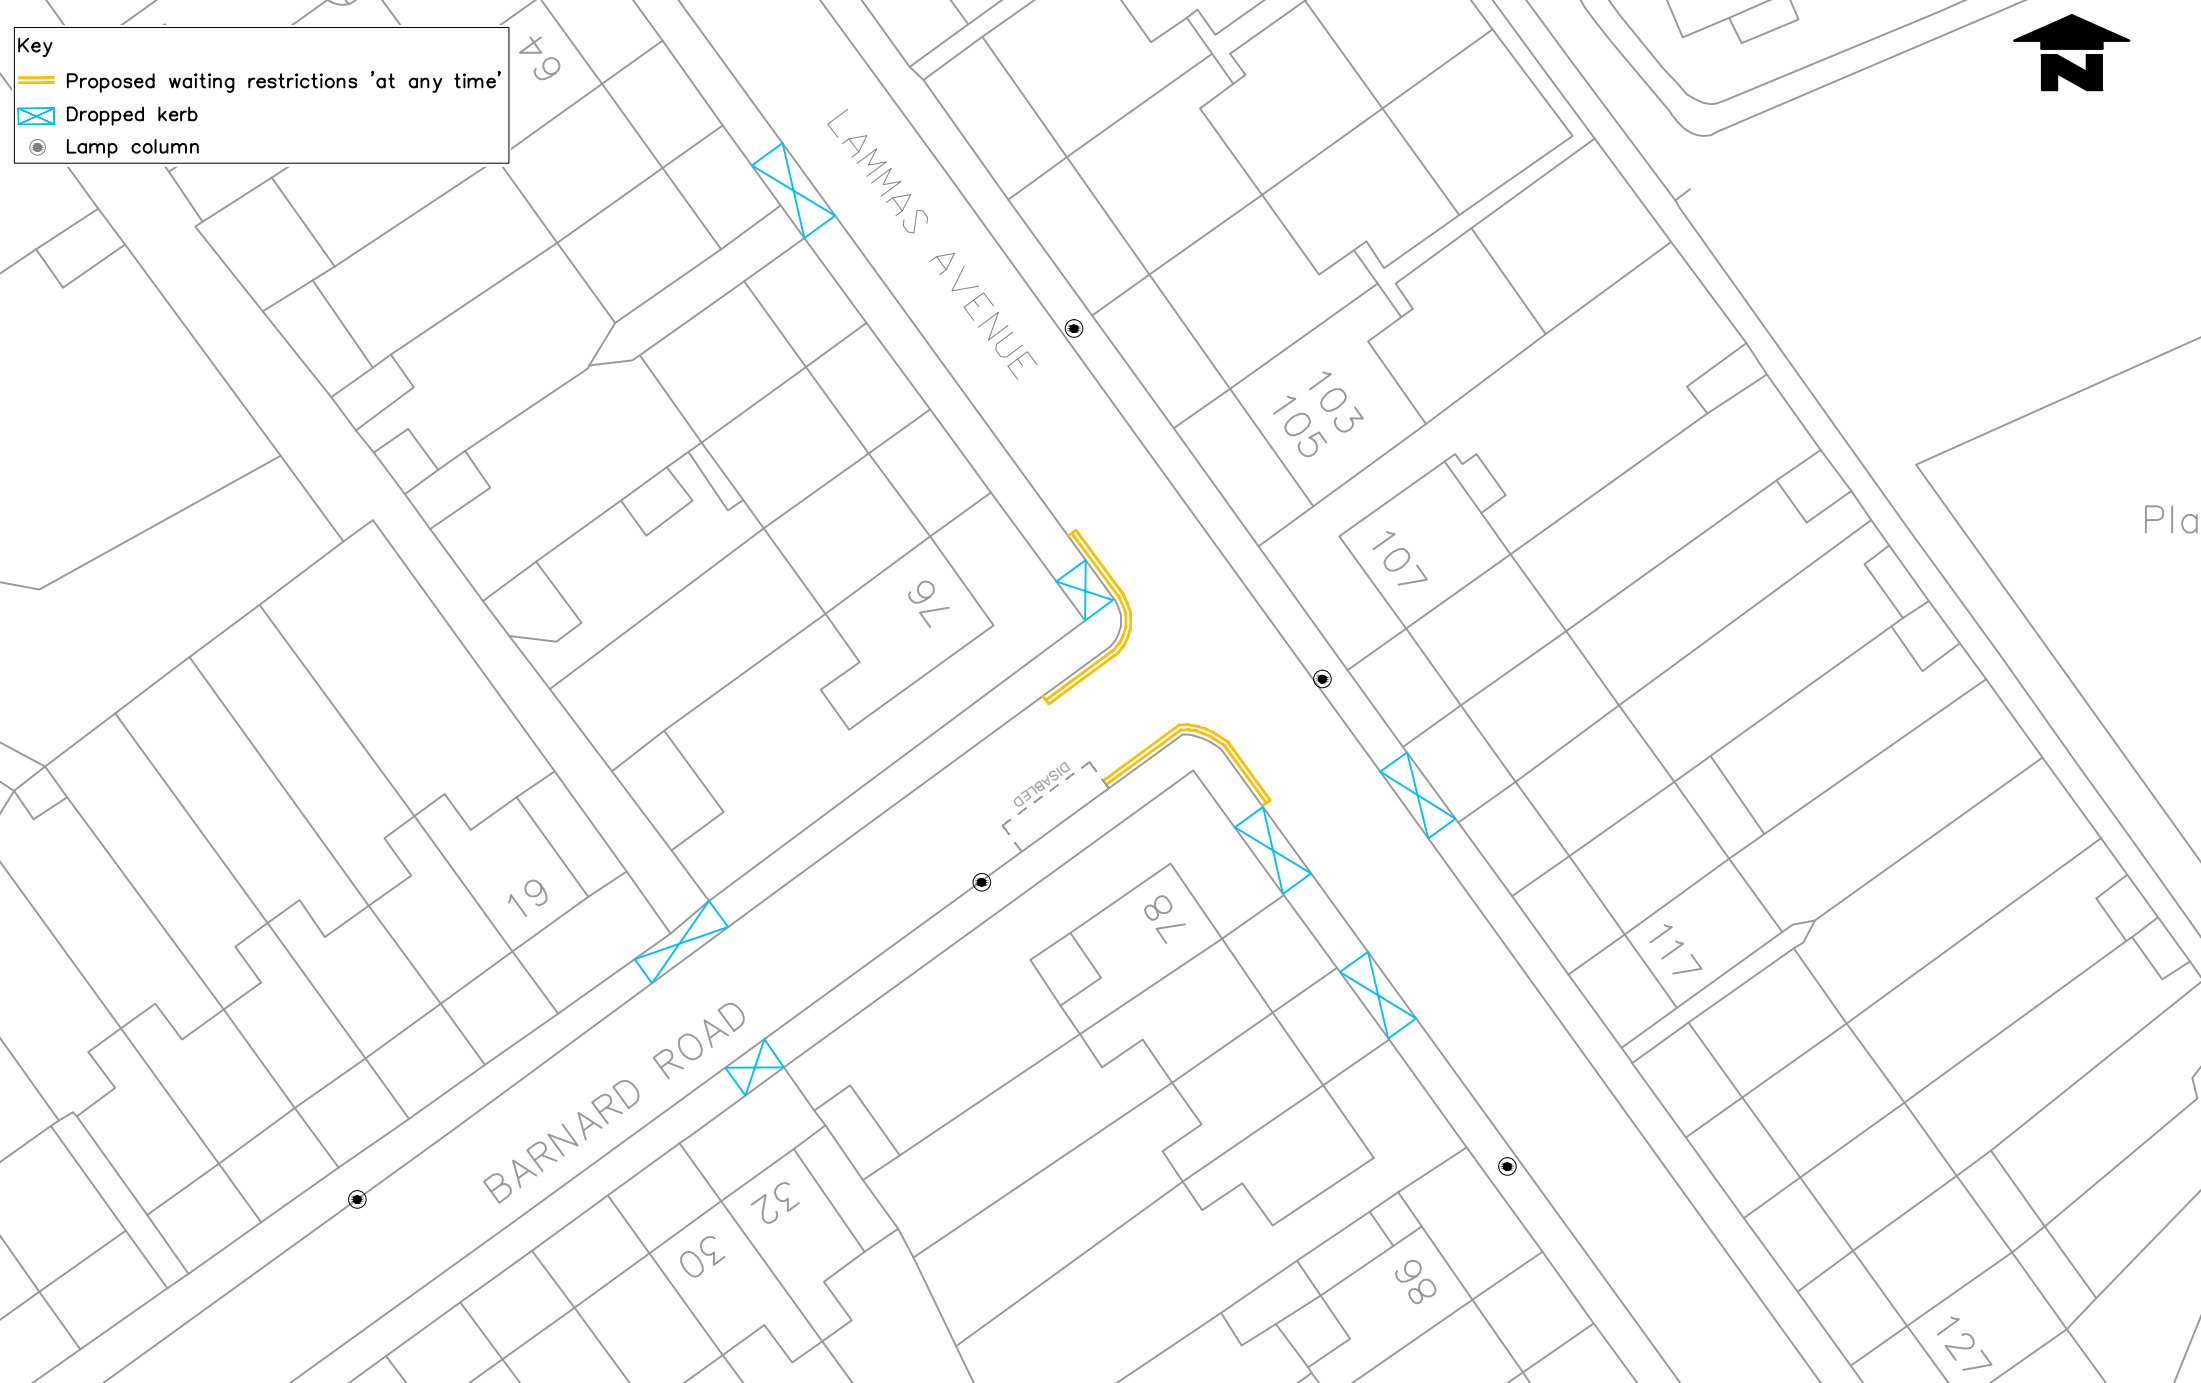 Key
Proposed waiting restrictions 'at any time'
Dropped kerb
Lamp column
N
64
LAMMAS AVENUE
103
105
107
Pla
76
DISABLED
19
78
117
BARNARD ROAD
32
30
98
127